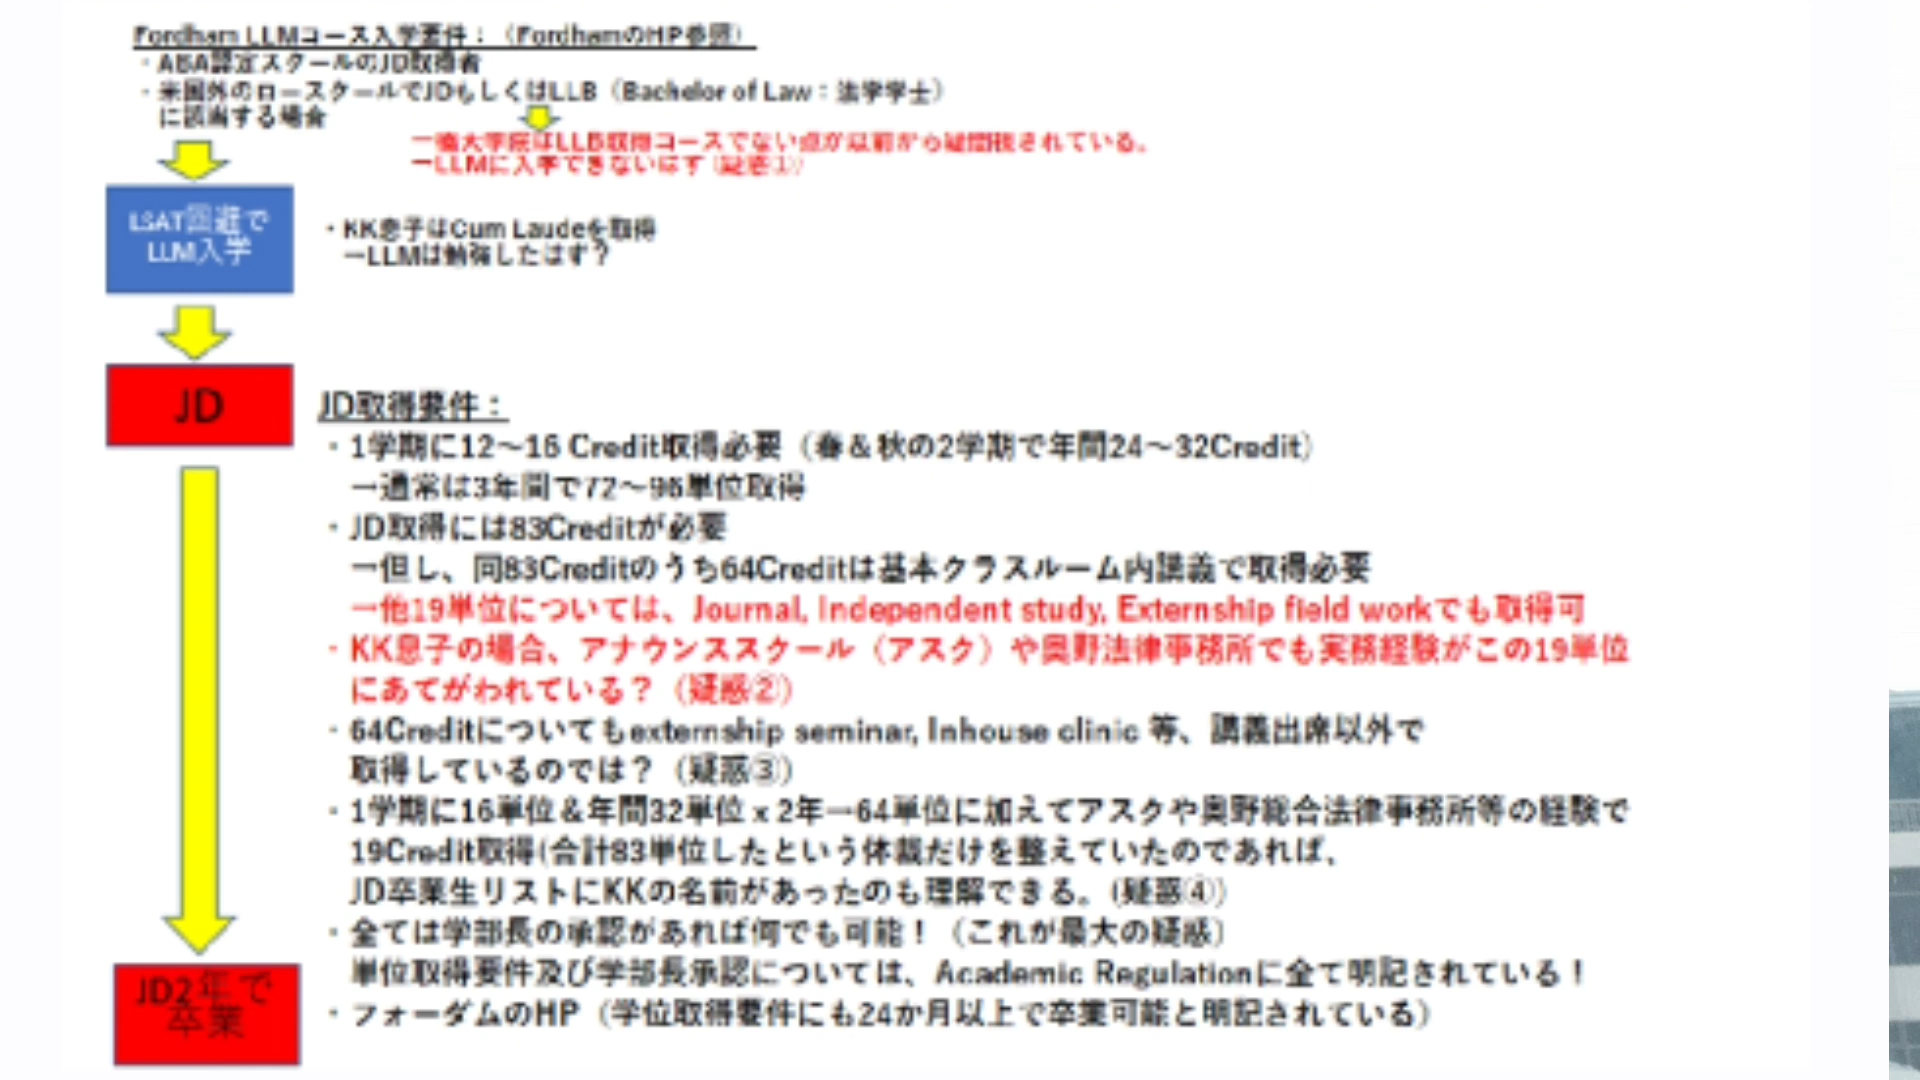 Fordham LLMコース入学要件：（FordhamのHP参照）
・ABA認定スクールのJD取得者
・米国外のロースクールでJDもしくはLLB（Bachelor of Law：法学学士）
に該当する場合
一橋大学院はLLB取得コースでない点が以前から疑問視されている。
→LLMに入学できないはず（疑惑①）
LSAT回避で
LLM入学
・KK息子はCum Laudeを取得
→LLMは勉強したはず？
JD
JD取得要件：
・1学期に12～16 Credit取得必要（春＆秋の2学期で年間24～32Credit）
→通常は3年間で72～96単位取得
・JD取得には83Creditが必要
→但し、同83Creditのうち64Creditは基本クラスルーム内講義で取得必要
→他19単位については、Journal, Independent study, Externship field workでも取得可
・KK息子の場合、アナウンススクール（アスク）や奥野法律事務所でも実務経験がこの19単位
にあてがわれている？（疑惑②）
・64Creditについてもexternship seminar, Inhouse clinic 等、講義出席以外で
取得しているのでは？（疑惑③）
・1学期に16単位＆年間32単位 x 2年→64単位に加えてアスクや奥野総合法律事務所等の経験で
19Credit取得(合計83単位したという体裁だけを整えていたのであれば、
JD卒業生リストにKKの名前があったのも理解できる。(疑惑④)
・全ては学部長の承認があれば何でも可能！（これが最大の疑惑）
単位取得要件及び学部長承認については、Academic Regulationに全て明記されている！
JD2年で
卒業
・フォーダムのHP（学位取得要件にも24か月以上で卒業可能と明記されている）